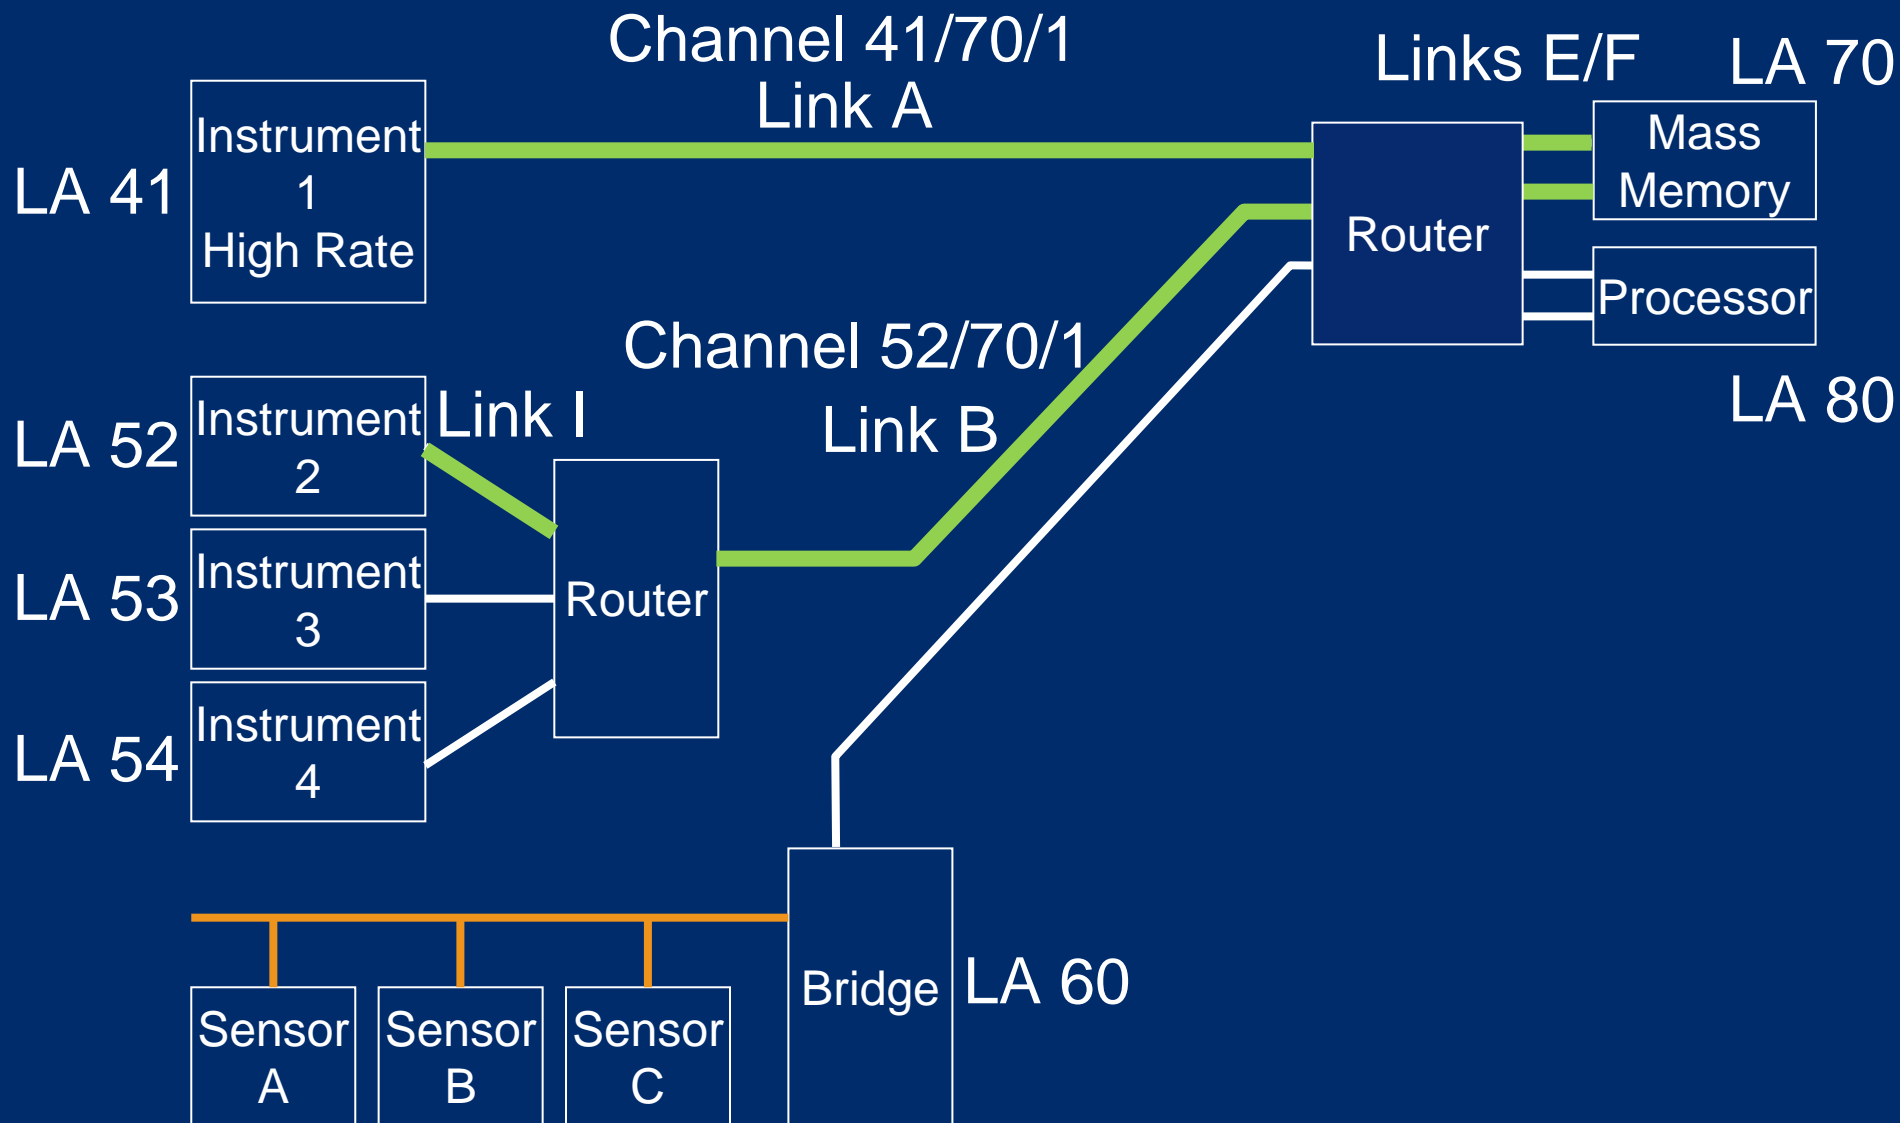 Channel 41/70/1
Link A
Links E/F
LA 70
Instrument
1
High Rate
LA 41
Mass
Memory
Router
Processor
LA 80
Channel 52/70/1
Link B
Link I
LA 52
Instrument
2
LA 53
Instrument
3
Router
LA 54
Instrument
4
Bridge
LA 60
Sensor
A
Sensor
B
Sensor
C